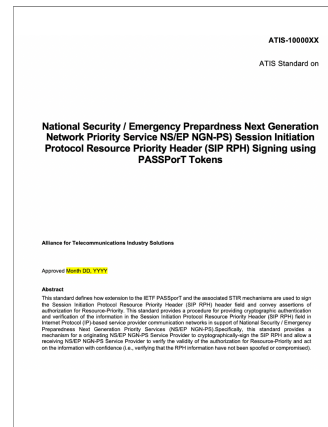 ATIS-10000XX
ATIS Standard on
National Security / Emergency Prepardness Next Generation
Network Priority Service NS/EP NGN-PS) Session Initiation
Protocol Resource Priority Header (SIP RPH) Signing using
PASSPorT Tokens
Alliance for Telecommunications Industry Solutions
Approved Month DD, YYYY
Abstract
This standard defines how extension to the IETF PASSporT and the associated STIR mechanisms are used to sign
the Session Initiation Protocol Resource Priority Header (SIP RPH) header field and convey assertions of
authorization for Resource-Priority. This standard provides a procedure for providing cryptographic authentication
and verification of the information in the Session Initiation Protocol Resource Priority Header (SIP RPH) field in
Internet Protocol (IP)-based service provider communication networks in support of National Security / Emergency
Preparedness Next Generation Priority Services (NS/EP NGN-PS).Specifically, this standard provides a
mechanism for a originating NS/EP NGN-PS Service Provider to cryptographically-sign the SIP RPH and allow a
receiving NS/EP NGN-PS Service Provider to verify the validity of the authorization for Resource-Priority and act
on the information with confidence (i.e., verifying that the RPH information have not been spoofed or compromised).